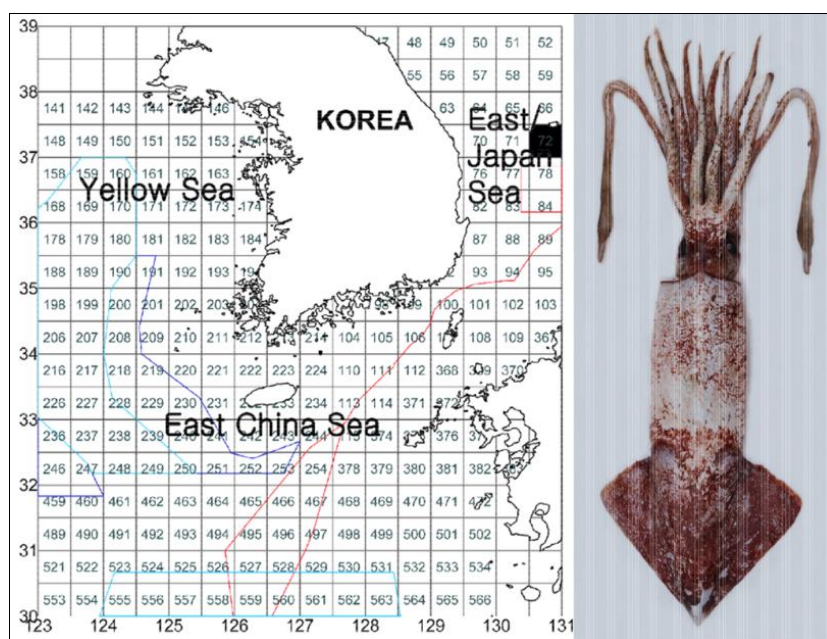 39
48 49 50 51 52
55 56 57 58 59
38
141 142 143 144 146 63 64 65 66
KOREA
East/
148 149 150 151 152 153 154 70 71 72
37
Japan
158 159 160 161 162 163 76 77 78
Yellow Sea
Sea
168 169 170 171 172 173 174 82 83 84
36
178 179 180 181 182 183 184 87 88 89
188 189 190 191 192 193 93 94 95
35
198 199 200 201 202 203 98 99 100 101 102 103
206 207 208 209 210 211 212 213 214 104 105 106 108 109
34
216 217 218 219 220 221 222 223 224 110 111 112 368 369 370
226 227 228 229 230 231 232 233 234 113 114 371 372
33
East China Sea
236 237 238 239 240 241 242 243 244 115 374 376
246 247 248 249 250 251 252 253 254 378 379 380 381 382
32
459 460 461 462 463 464 465 466 467 468 469 470 471 472
489 490 491 492 493 494 495 496 497 498 499 500 501 502
31
521 522 523 524 525 526 527 528 529 530 531 532 533 534
553 554 555 556 557 558 559 560 561 562 563 564 565 566
30
123 124 125 126 127 128 129 130 131